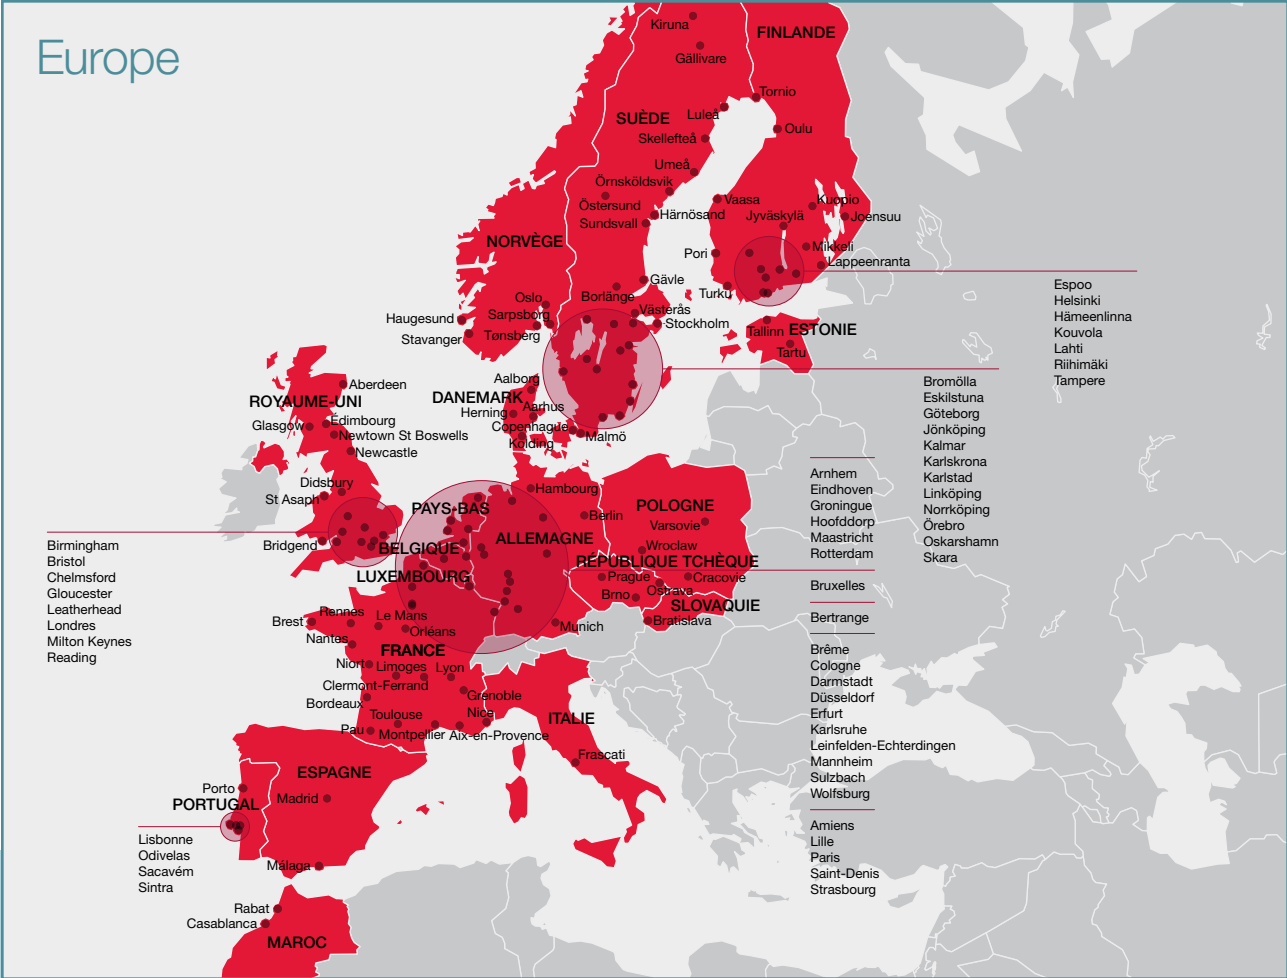 Europe
Kiruna
FINLANDE
Gällivare
Tornio
Luleå
SUÈDE
Oulu
Skellefteå
Umeå
Örnsköldsvik
Östersund
Vaasa
Kuopio
Härnösand
Jyväskylä
Joensuu
Sundsvall
NORVÈGE
Mikkeli
Pori
Lappeenranta
Gävle
Turku
Borlänge
Oslo
Västerås
Sarpsborg
Haugesund
Stockholm
Tallinn
ESTONIE
Stavanger
Tønsberg
Tartu
Espoo
Helsinki
Hämeenlinna
Kouvola
Lahti
Riihimäki
Tampere
Aalborg
Aberdeen
DANEMARK
ROYAUME-UNI
Herning
Aarhus
Édimbourg
Glasgow
Copenhague
Newtown St Boswells
Malmö
Kolding
Newcastle
Bromölla
Eskilstuna
Göteborg
Jönköping
Kalmar
Karlskrona
Karlstad
Linköping
Norrköping
Örebro
Oskarshamn
Skara
Didsbury
St Asaph
Hambourg
PAYS-BAS
POLOGNE
Berlin
Varsovie
Bridgend
BELGIQUE
ALLEMAGNE
Wroclaw
RÉPUBLIQUE TCHÈQUE
LUXEMBOURG
Prague
Cracovie
Brno
Ostrava
SLOVAQUIE
Bratislava
Munich
Birmingham
Bristol
Chelmsford
Gloucester
Leatherhead
Londres
Milton Keynes
Reading
Arnhem
Eindhoven
Groningue
Hoofddorp
Maastricht
Rotterdam
Bruxelles
Bertrange
Brême
Cologne
Darmstadt
Düsseldorf
Erfurt
Karlsruhe
Leinfelden-Echterdingen
Mannheim
Sulzbach
Wolfsburg
Amiens
Lille
Paris
Saint-Denis
Strasbourg
Rennes
Le Mans
Brest
Orléans
Nantes
FRANCE
Niort
Limoges
Lyon
Clermont-Ferrand
Grenoble
Bordeaux
Toulouse
Nice
Pau
Montpellier
Aix-en-Provence
ITALIE
Frascati
ESPAGNE
Porto
Madrid
PORTUGAL
Lisbonne
Odivelas
Sacavém
Sintra
Málaga
Rabat
Casablanca
MAROC